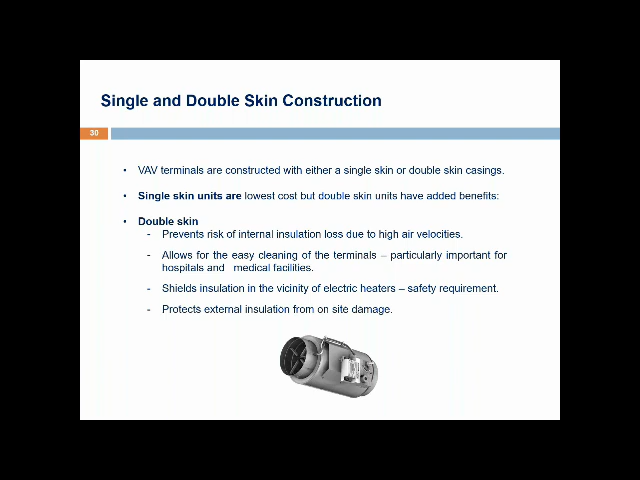 Single and Double Skin Construction
30
• VAV terminals are constructed with either a single skin or double skin casings.
• Single skin units are lowest cost but double skin units have added benefits:
• Double skin
- Prevents risk of internal insulation loss due to high air velocities.
- Allows for the easy cleaning of the terminals – particularly important for
hospitals and medical facilities.
- Shields insulation in the vicinity of electric heaters – safety requirement.
- Protects external insulation from on site damage.